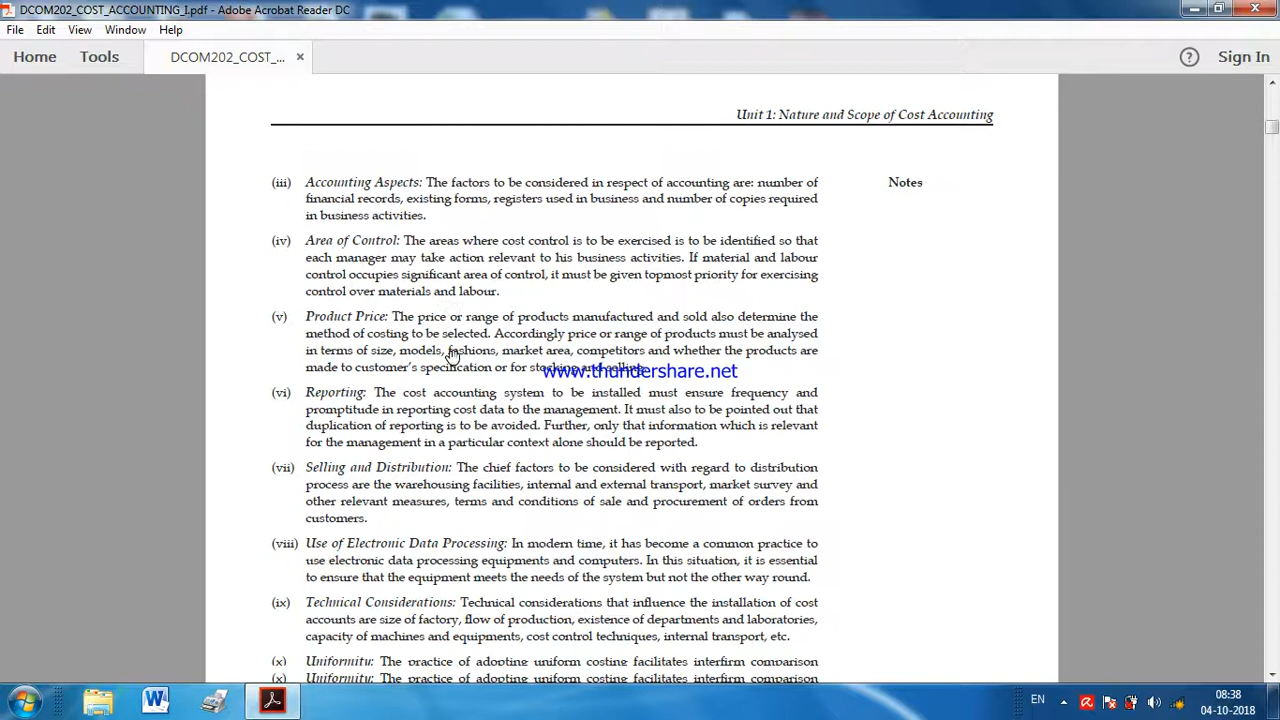 DCOM202_COST_ACCOUNTING_I.pdf - Adobe Acrobat Reader DC
File Edit View Window Help
Home Tools DCOM202_COST_... × ? Sign In
Unit 1: Nature and Scope of Cost Accounting
(iii) Accounting Aspects: The factors to be considered in respect of accounting are: number of Notes
financial records, existing forms, registers used in business and number of copies required
in business activities.
(iv) Area of Control: The areas where cost control is to be exercised is to be identified so that
each manager may take action relevant to his business activities. If material and labour
control occupies significant area of control, it must be given topmost priority for exercising
control over materials and labour.
(v) Product Price: The price or range of products manufactured and sold also determine the
method of costing to be selected. Accordingly price or range of products must be analysed
in terms of size, models, fashions, market area, competitors and whether the products are
made to customer's specification or for stocking and selling.
www.thundershare.net
(vi) Reporting: The cost accounting system to be installed must ensure frequency and
promptitude in reporting cost data to the management. It must also to be pointed out that
duplication of reporting is to be avoided. Further, only that information which is relevant
for the management in a particular context alone should be reported.
(vii) Selling and Distribution: The chief factors to be considered with regard to distribution
process are the warehousing facilities, internal and external transport, market survey and
other relevant measures, terms and conditions of sale and procurement of orders from
customers.
(viii) Use of Electronic Data Processing: In modern time, it has become a common practice to
use electronic data processing equipments and computers. In this situation, it is essential
to ensure that the equipment meets the needs of the system but not the other way round.
(ix) Technical Considerations: Technical considerations that influence the installation of cost
accounts are size of factory, flow of production, existence of departments and laboratories,
capacity of machines and equipments, cost control techniques, internal transport, etc.
(x) Uniformity: The practice of adopting uniform costing facilitates interfirm comparison
(x) Uniformity: The practice of adopting uniform costing facilitates interfirm comparison
EN 08:38
04-10-2018